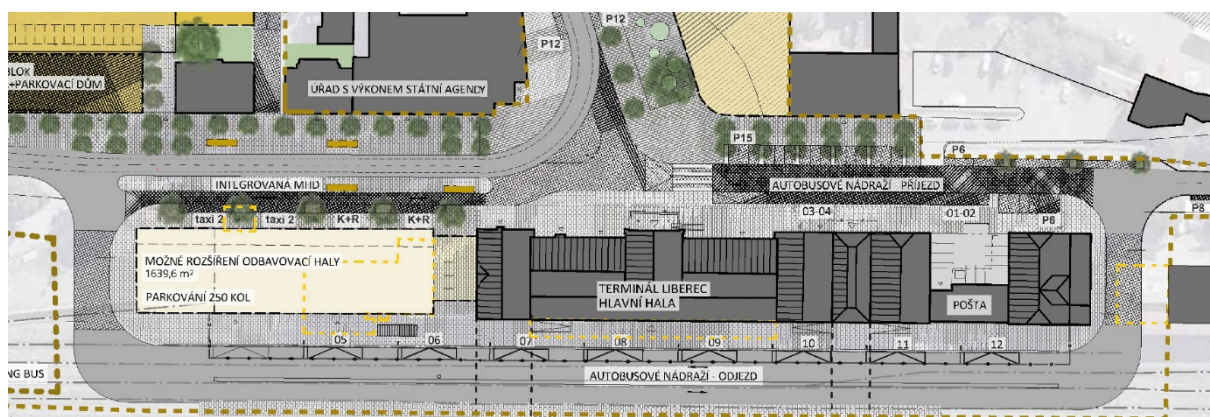 P12
P12
BLOK
+PARKOVACÍ DŮM
ÚŘAD S VÝKONEM STÁTNÍ AGENDY
P15
P6
INTEGROVANÁ MHD
AUTOBUSOVÉ NÁDRAŽÍ - PŘÍJEZD
taxi 2
taxi 2
K+R
K+R
03-04
01-02
P6
P8
MOŽNÉ ROZŠÍŘENÍ ODBAVOVACÍ HALY
1639,6 m²
PARKOVÁNÍ 250 KOL
TERMINÁL LIBEREC
HLAVNÍ HALA
POŠTA
05
06
07
08
09
10
11
12
NG BUS
AUTOBUSOVÉ NÁDRAŽÍ - ODJEZD